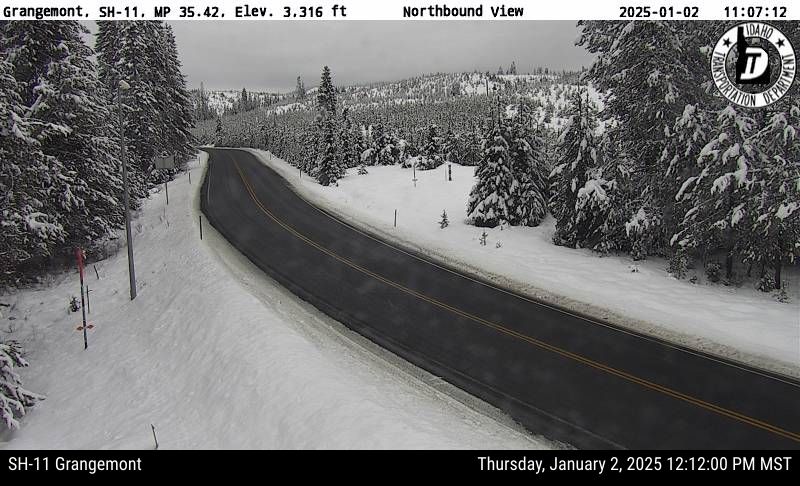 Grangemont, SH-11, MP 35.42, Elev. 3,316 ft Northbound View 2025-01-02 11:07:12
IDAHO
TRANSPORTATION DEPARTMENT
SH-11 Grangemont Thursday, January 2, 2025 12:12:00 PM MST